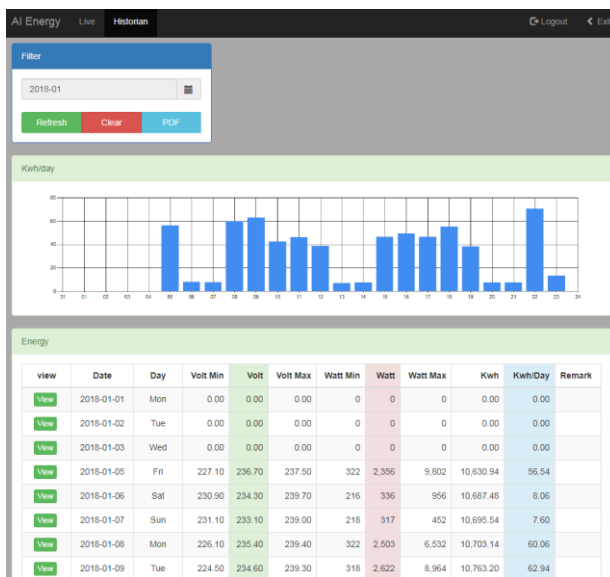 AI Energy Live Historian Logout Exi
Filter
2018-01
Refresh Clear PDF
Kwh/day
80
60
40
20
0
31 01 02 03 04 05 06 07 08 09 10 11 12 13 14 15 16 17 18 19 20 21 22 23 24
Energy
view Date Day Volt Min Volt Volt Max Watt Min Watt Watt Max Kwh Kwh/Day Remark
View 2018-01-01 Mon 0.00 0.00 0.00 0 0 0 0.00 0.00
View 2018-01-02 Tue 0.00 0.00 0.00 0 0 0 0.00 0.00
View 2018-01-03 Wed 0.00 0.00 0.00 0 0 0 0.00 0.00
View 2018-01-05 Fri 227.10 236.70 237.50 322 2,356 9,802 10,630.94 56.54
View 2018-01-06 Sat 230.90 234.30 239.70 216 336 956 10,687.48 8.06
View 2018-01-07 Sun 231.10 233.10 239.00 218 317 452 10,695.54 7.60
View 2018-01-08 Mon 226.10 235.40 239.40 322 2,503 6,532 10,703.14 60.06
View 2018-01-09 Tue 224.50 234.60 239.30 318 2,622 8,964 10,763.20 62.94